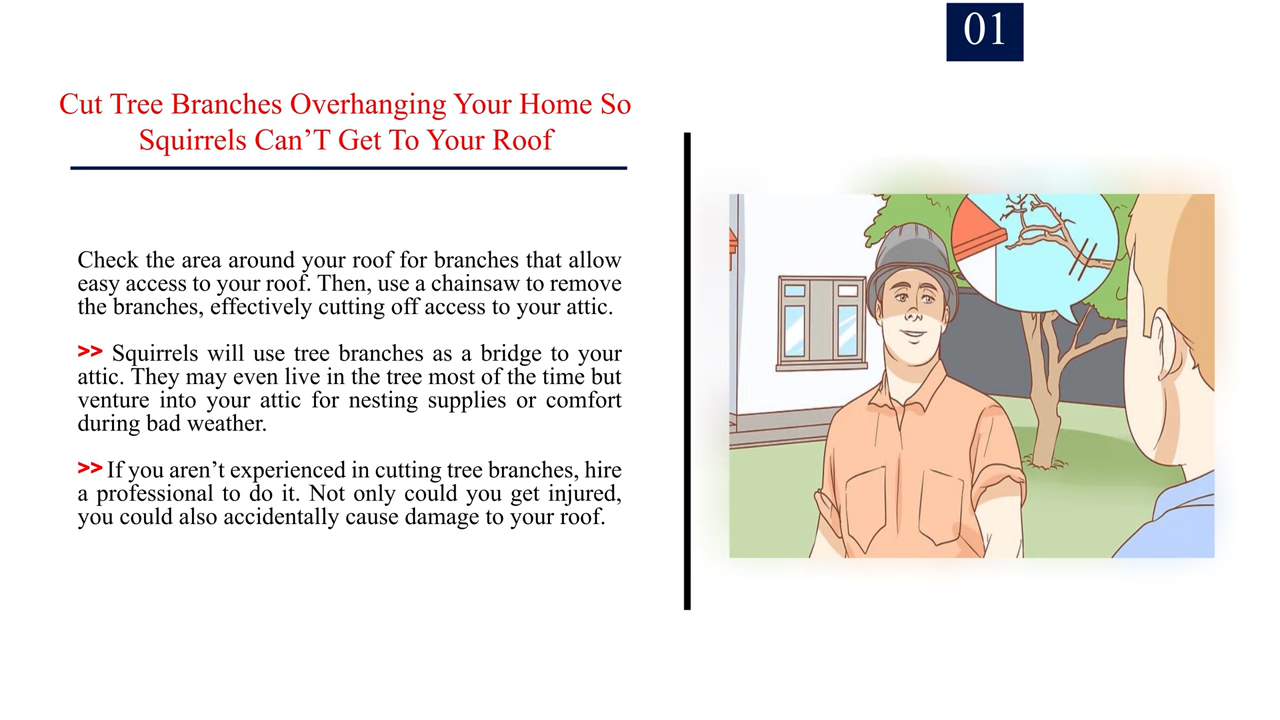 01
Cut Tree Branches Overhanging Your Home So
Squirrels Can’T Get To Your Roof
Check the area around your roof for branches that allow
easy access to your roof. Then, use a chainsaw to remove
the branches, effectively cutting off access to your attic.
>> Squirrels will use tree branches as a bridge to your
attic. They may even live in the tree most of the time but
venture into your attic for nesting supplies or comfort
during bad weather.
>> If you aren’t experienced in cutting tree branches, hire
a professional to do it. Not only could you get injured,
you could also accidentally cause damage to your roof.